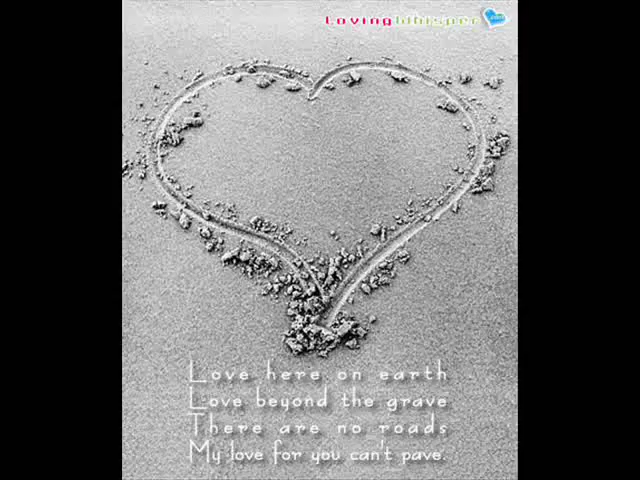 LovingWhisper.com
Love here on earth
Love beyond the grave
There are no roads
My love for you can't pave.